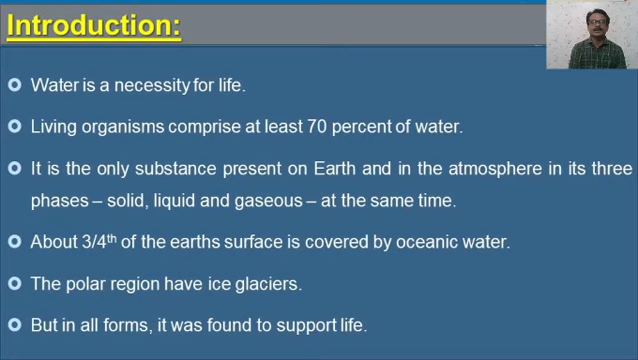 Introduction:
Water is a necessity for life.
Living organisms comprise at least 70 percent of water.
It is the only substance present on Earth and in the atmosphere in its three
phases – solid, liquid and gaseous – at the same time.
About 3/4th of the earths surface is covered by oceanic water.
The polar region have ice glaciers.
But in all forms, it was found to support life.